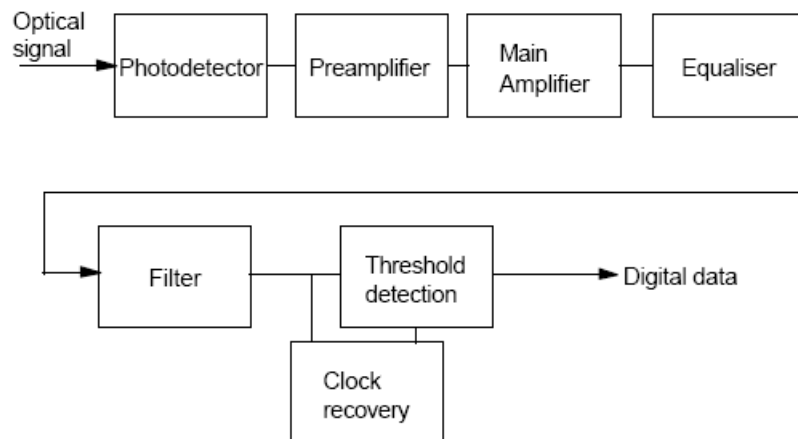 Optical
signal
Photodetector
Preamplifier
Main
Amplifier
Equaliser
Filter
Threshold
detection
Digital data
Clock
recovery